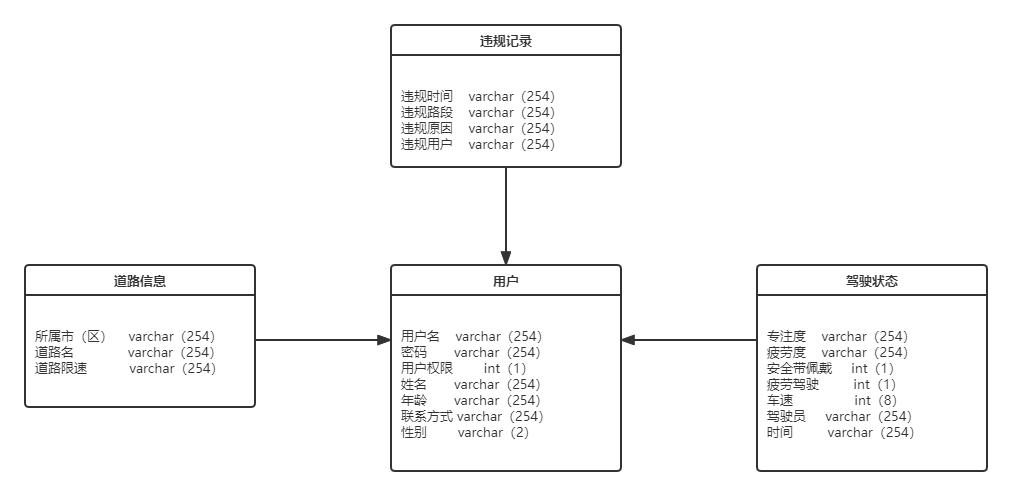 违规记录
违规时间 varchar（254）
违规路段 varchar（254）
违规原因 varchar（254）
违规用户 varchar（254）
道路信息
所属市（区） varchar（254）
道路名 varchar（254）
道路限速 varchar（254）
用户
用户名 varchar（254）
密码 varchar（254）
用户权限 int（1）
姓名 varchar（254）
年龄 varchar（254）
联系方式 varchar（254）
性别 varchar（2）
驾驶状态
专注度 varchar（254）
疲劳度 varchar（254）
安全带佩戴 int（1）
疲劳驾驶 int（1）
车速 int（8）
驾驶员 varchar（254）
时间 varchar（254）